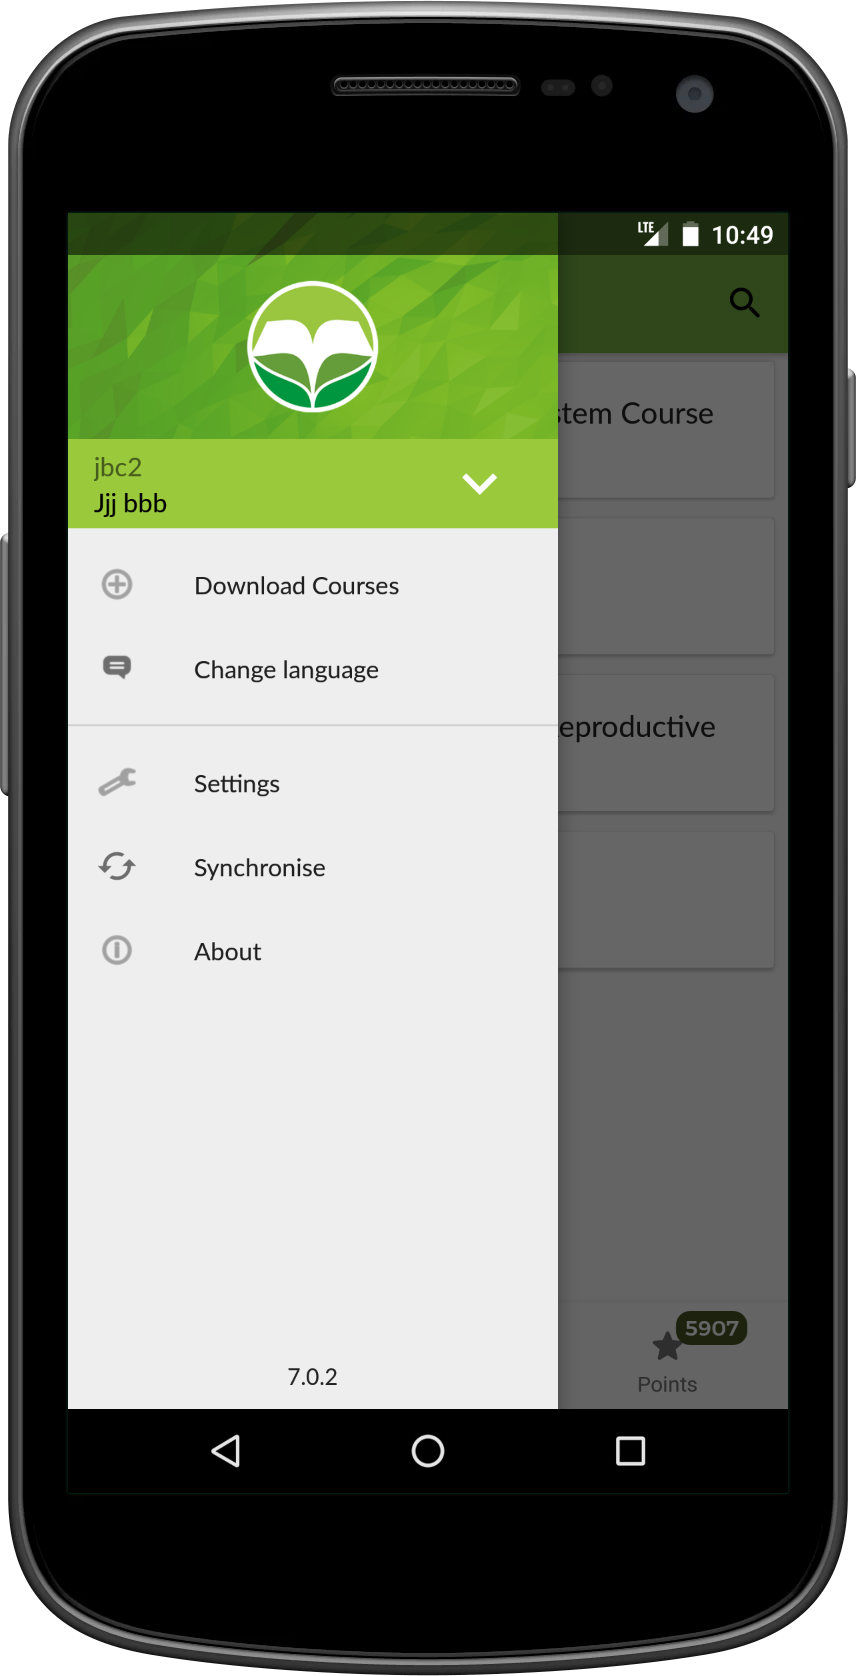 LTE 10:49
stem Course
jbc2
Jjj bbb
Download Courses
Change language
eproductive
Settings
Synchronise
About
7.0.2
5907
Points